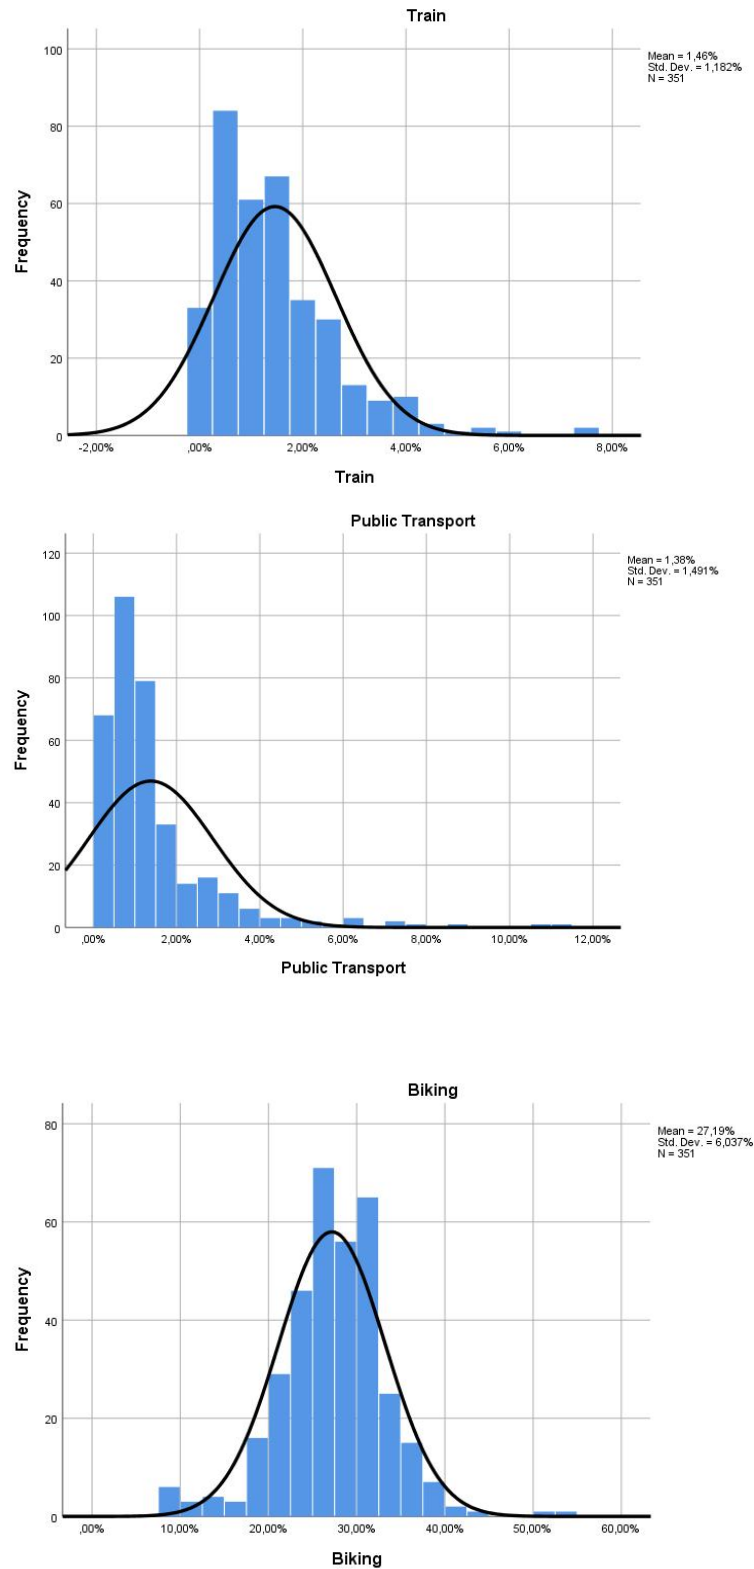 Train
Mean = 1,46%
Std. Dev. = 1,182%
N = 351
100
80
60
40
20
0
Frequency
-2,00% ,00% 2,00% 4,00% 6,00% 8,00%
Train
Public Transport
Mean = 1,38%
Std. Dev. = 1,491%
N = 351
120
100
80
60
40
20
0
Frequency
,00% 2,00% 4,00% 6,00% 8,00% 10,00% 12,00%
Public Transport
Biking
Mean = 27,19%
Std. Dev. = 6,037%
N = 351
80
60
40
20
0
Frequency
,00% 10,00% 20,00% 30,00% 40,00% 50,00% 60,00%
Biking